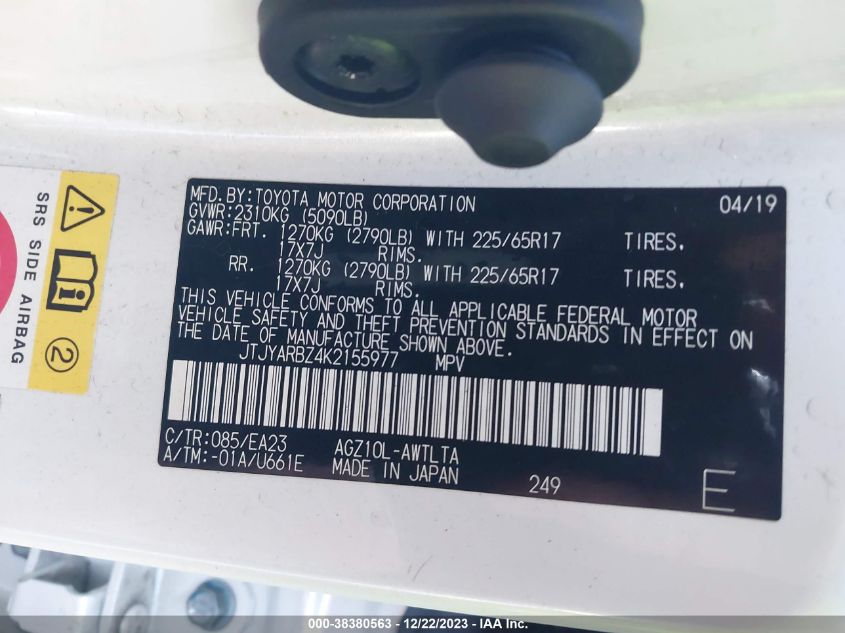 MFD.BY:TOYOTA MOTOR CORPORATION 04/19
GVWR:2310KG (5090LB)
GAWR:FRT. 1270KG (2790LB) WITH 225/65R17 TIRES.
17X7J RIMS.
RR. 1270KG (2790LB) WITH 225/65R17 TIRES.
17X7J RIMS.
THIS VEHICLE CONFORMS TO ALL APPLICABLE FEDERAL MOTOR
VEHICLE SAFETY AND THEFT PREVENTION STANDARDS IN EFFECT ON
THE DATE OF MANUFACTURE SHOWN ABOVE.
JTJYARBZ4K2155977 MPV
C/TR:085/EA23 AGZ10L-AWTLTA
A/TM:-01A/U661E MADE IN JAPAN 249 E
SRS SIDE AIRBAG
2
000-38380563 - 12/22/2023 - IAA Inc.